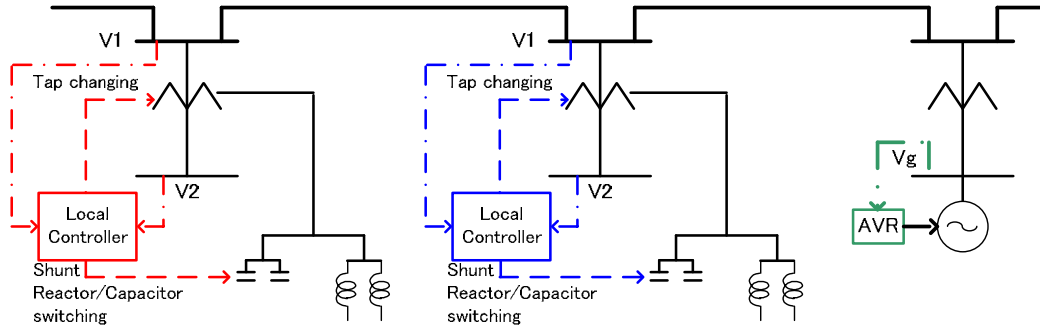 V1
Tap changing
V2
Local
Controller
Shunt
Reactor/Capacitor
switching
V1
Tap changing
V2
Local
Controller
Shunt
Reactor/Capacitor
switching
Vg
AVR